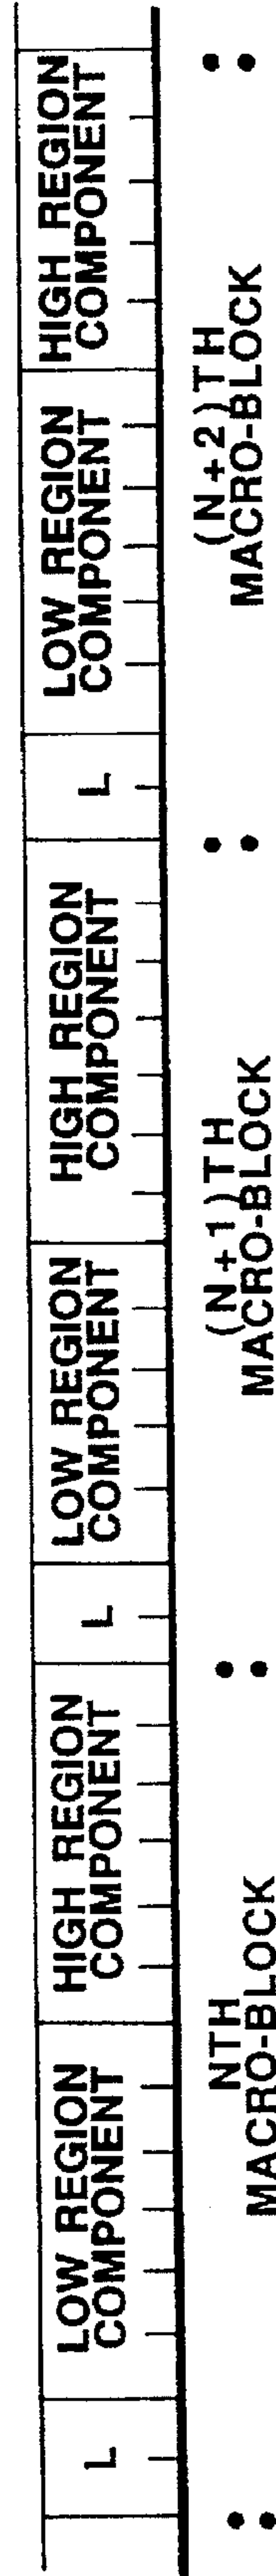 L
LOW REGION
COMPONENT
HIGH REGION
COMPONENT
L
LOW REGION
COMPONENT
HIGH REGION
COMPONENT
L
LOW REGION
COMPONENT
HIGH REGION
COMPONENT
NTH
MACRO-BLOCK
(N+1)TH
MACRO-BLOCK
(N+2)TH
MACRO-BLOCK